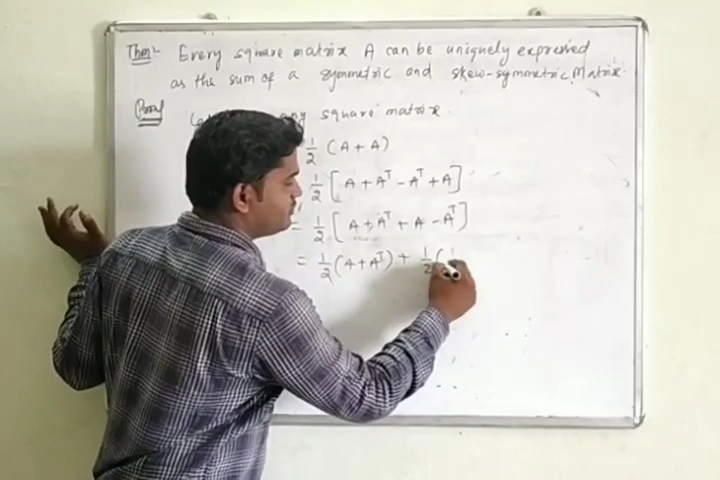 Thm:- Every square matrix A can be uniquely expressed
as the sum of a symmetric and skew-symmetric Matrix.
Proof square matrix.
1/2 (A + A)
1/2 [ A + A^T - A^T + A ]
= 1/2 [ A + A^T + A - A^T ]
= 1/2 (A + A^T) + 1/2 (